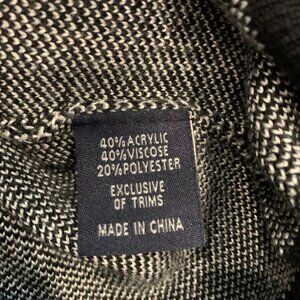 40% ACRYLIC
40% VISCOSE
20% POLYESTER
EXCLUSIVE
OF TRIMS
MADE IN CHINA